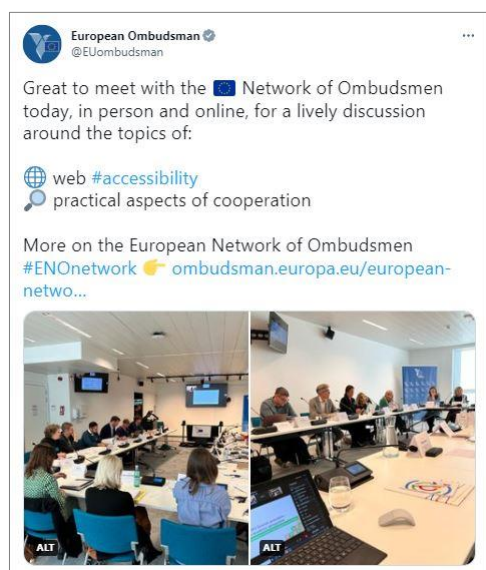 European Ombudsman
@EUombudsman
Great to meet with the 🇪🇺 Network of Ombudsmen
today, in person and online, for a lively discussion
around the topics of:
🌐 web #accessibility
🔎 practical aspects of cooperation
More on the European Network of Ombudsmen
#ENOnetwork 👉 ombudsman.europa.eu/european-
netwo...
ALT
ALT